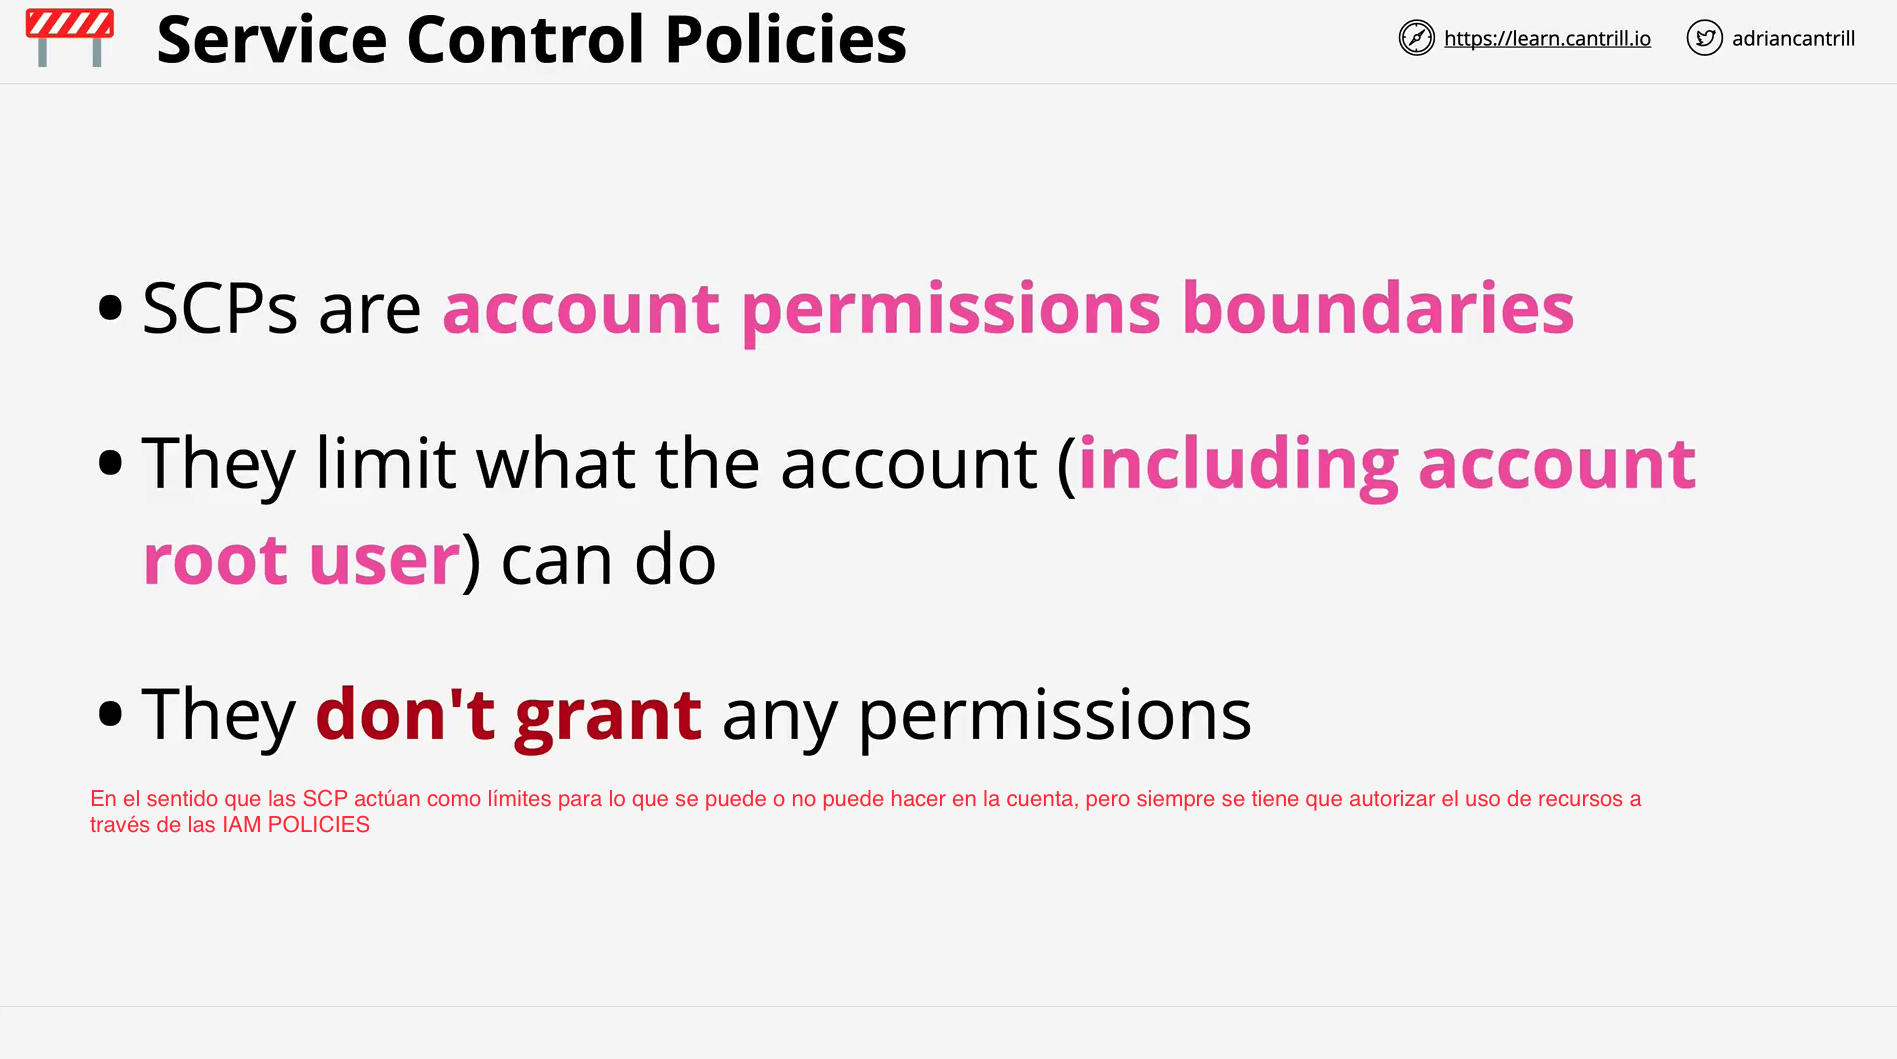 Service Control Policies
https://learn.cantrill.io
adriancantrill
• SCPs are account permissions boundaries
• They limit what the account (including account
root user) can do
• They don't grant any permissions
En el sentido que las SCP actúan como límites para lo que se puede o no puede hacer en la cuenta, pero siempre se tiene que autorizar el uso de recursos a
través de las IAM POLICIES